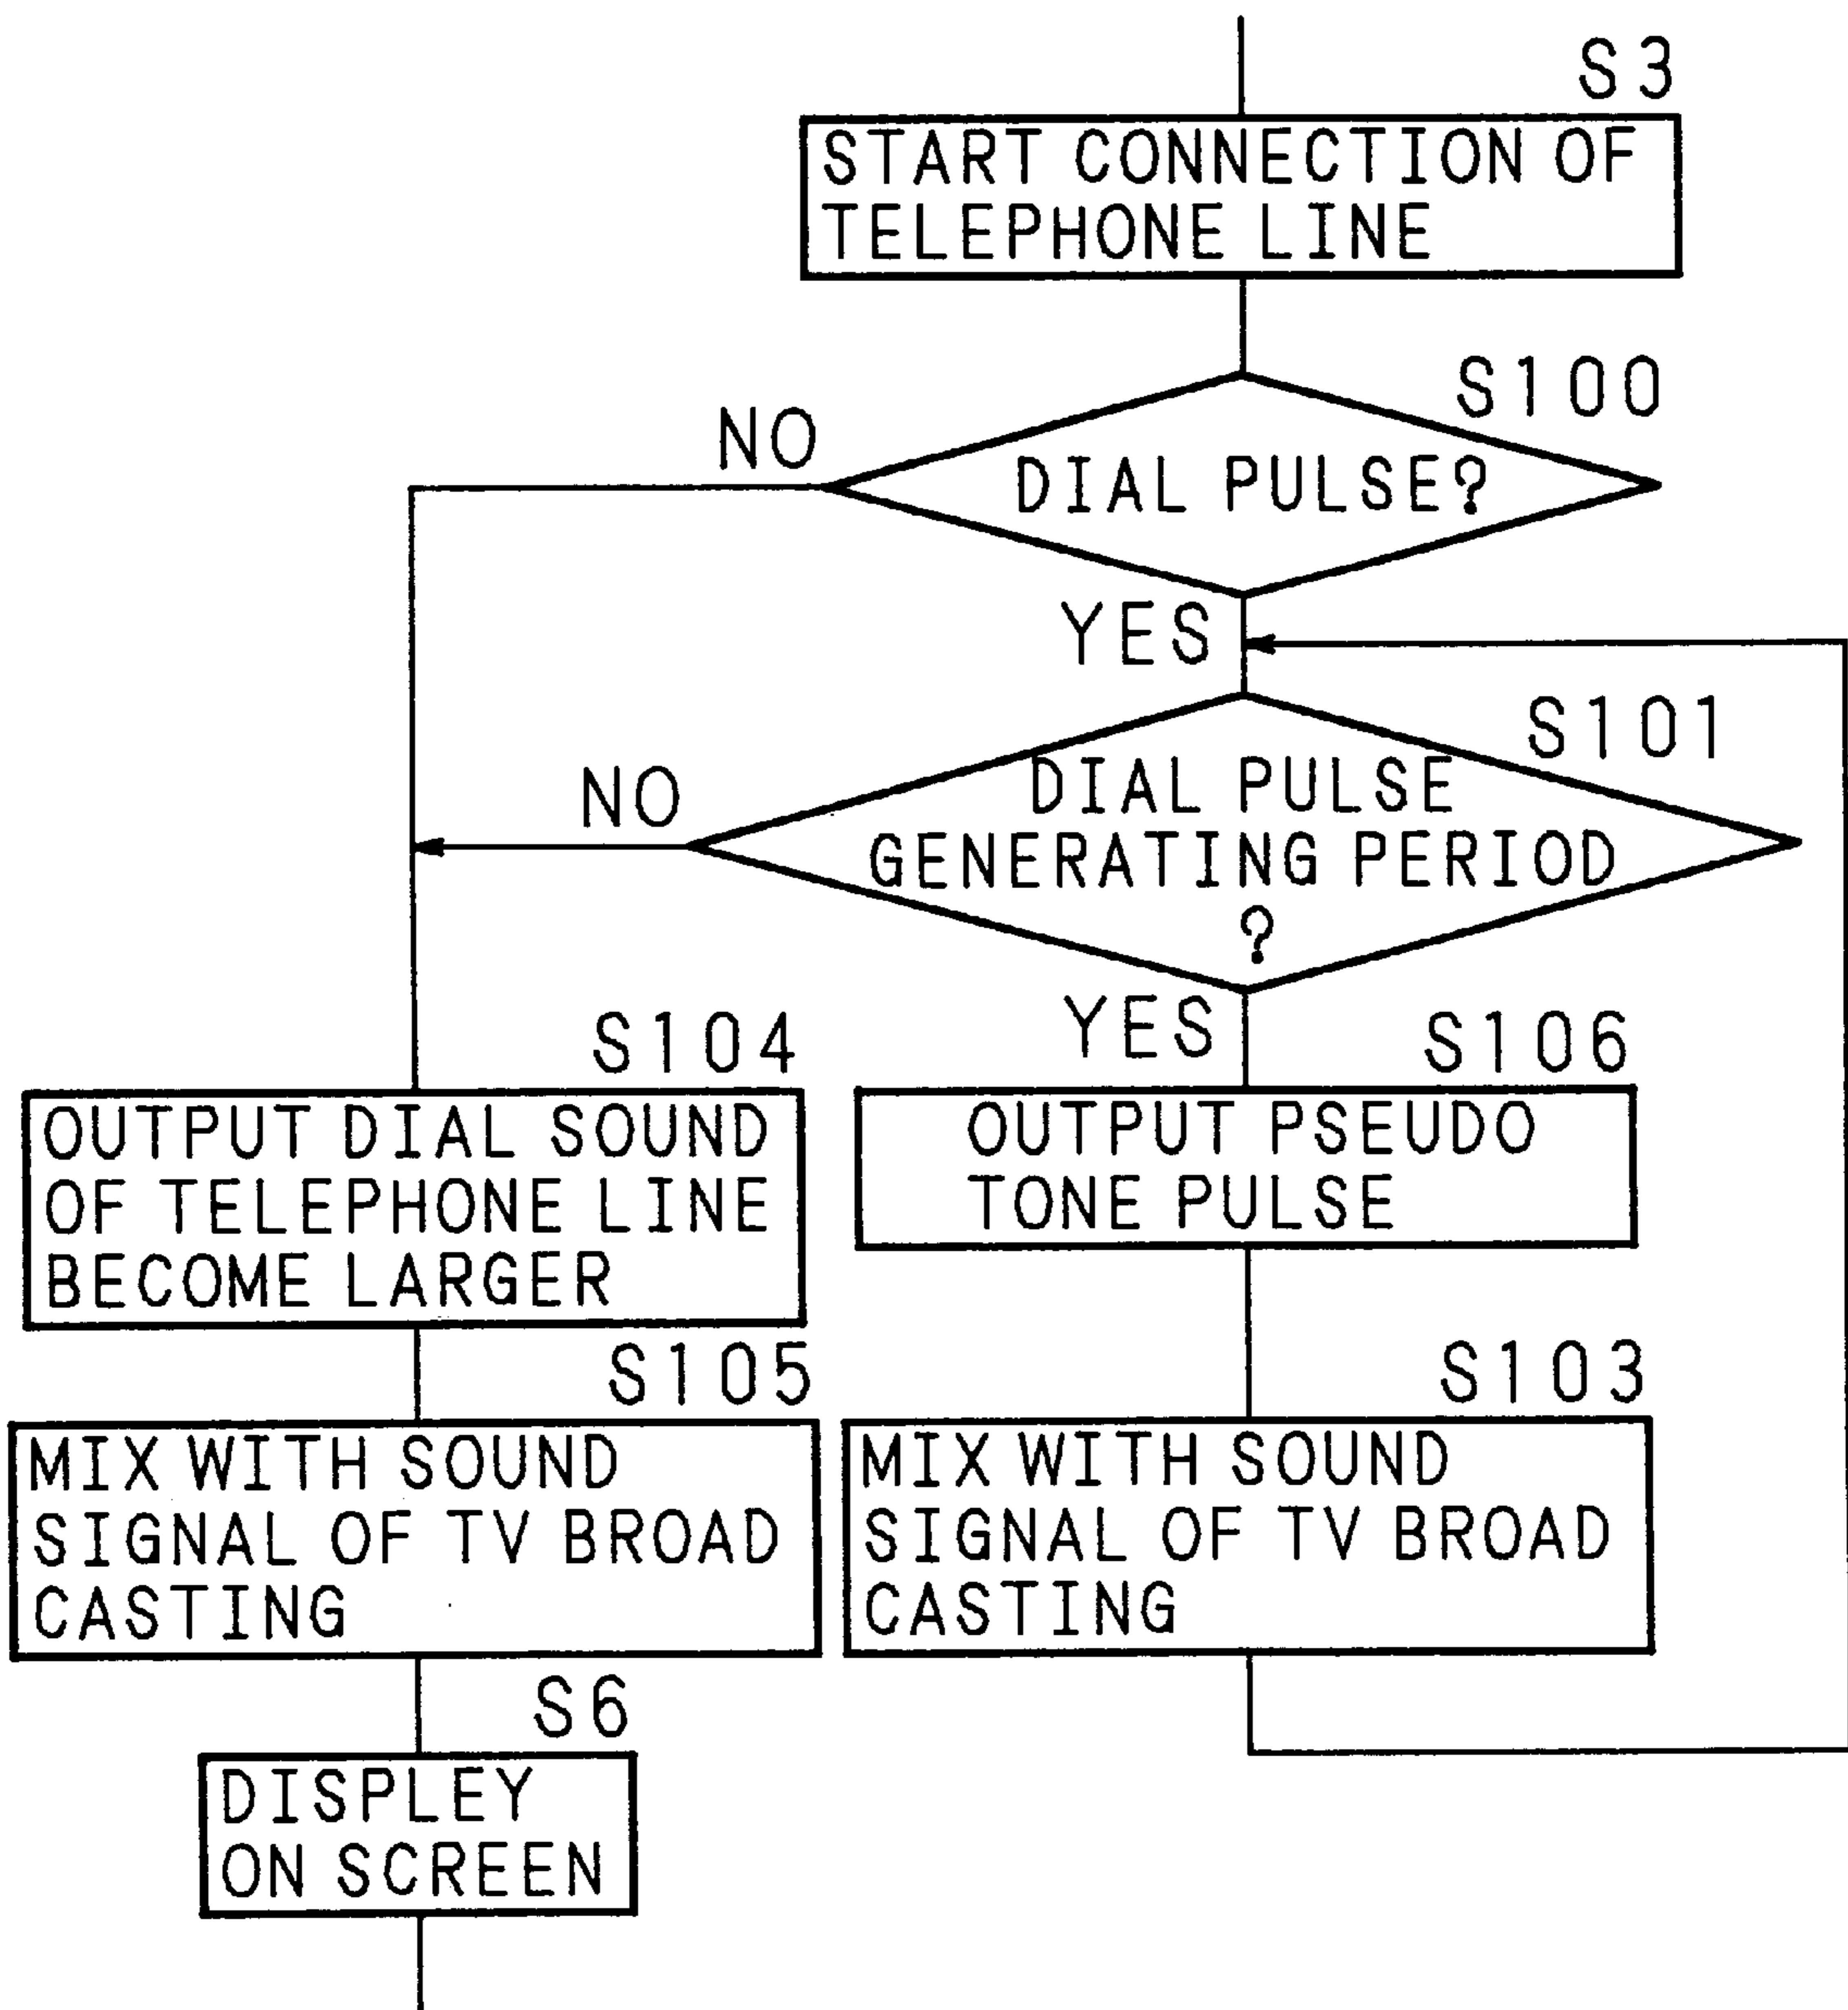 S3
START CONNECTION OF
TELEPHONE LINE
S100
NO
DIAL PULSE?
YES
S101
NO
DIAL PULSE
GENERATING PERIOD
?
YES
S104
S106
OUTPUT DIAL SOUND
OF TELEPHONE LINE
BECOME LARGER
OUTPUT PSEUDO
TONE PULSE
S105
S103
MIX WITH SOUND
SIGNAL OF TV BROAD
CASTING
MIX WITH SOUND
SIGNAL OF TV BROAD
CASTING
S6
DISPLEY
ON SCREEN